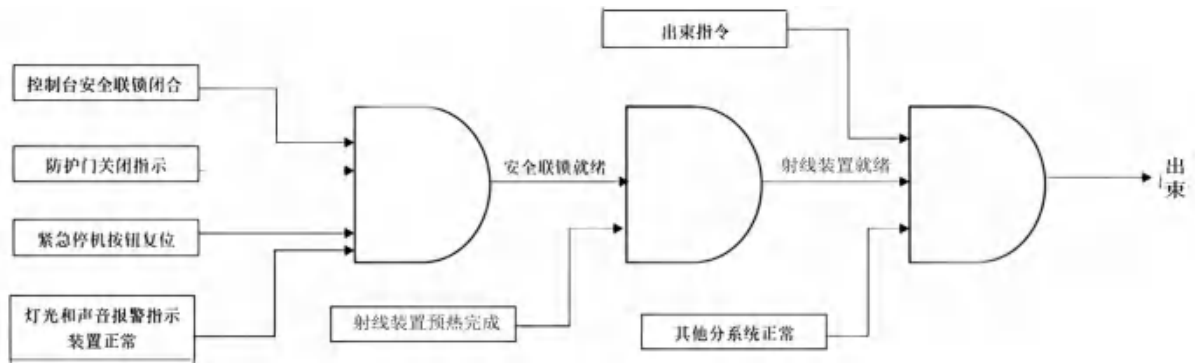 出束指令
控制台安全联锁闭合
防护门关闭指示
安全联锁就绪
射线装置就绪
出
束
紧急停机按钮复位
灯光和声音报警指示
装置正常
射线装置预热完成
其他分系统正常